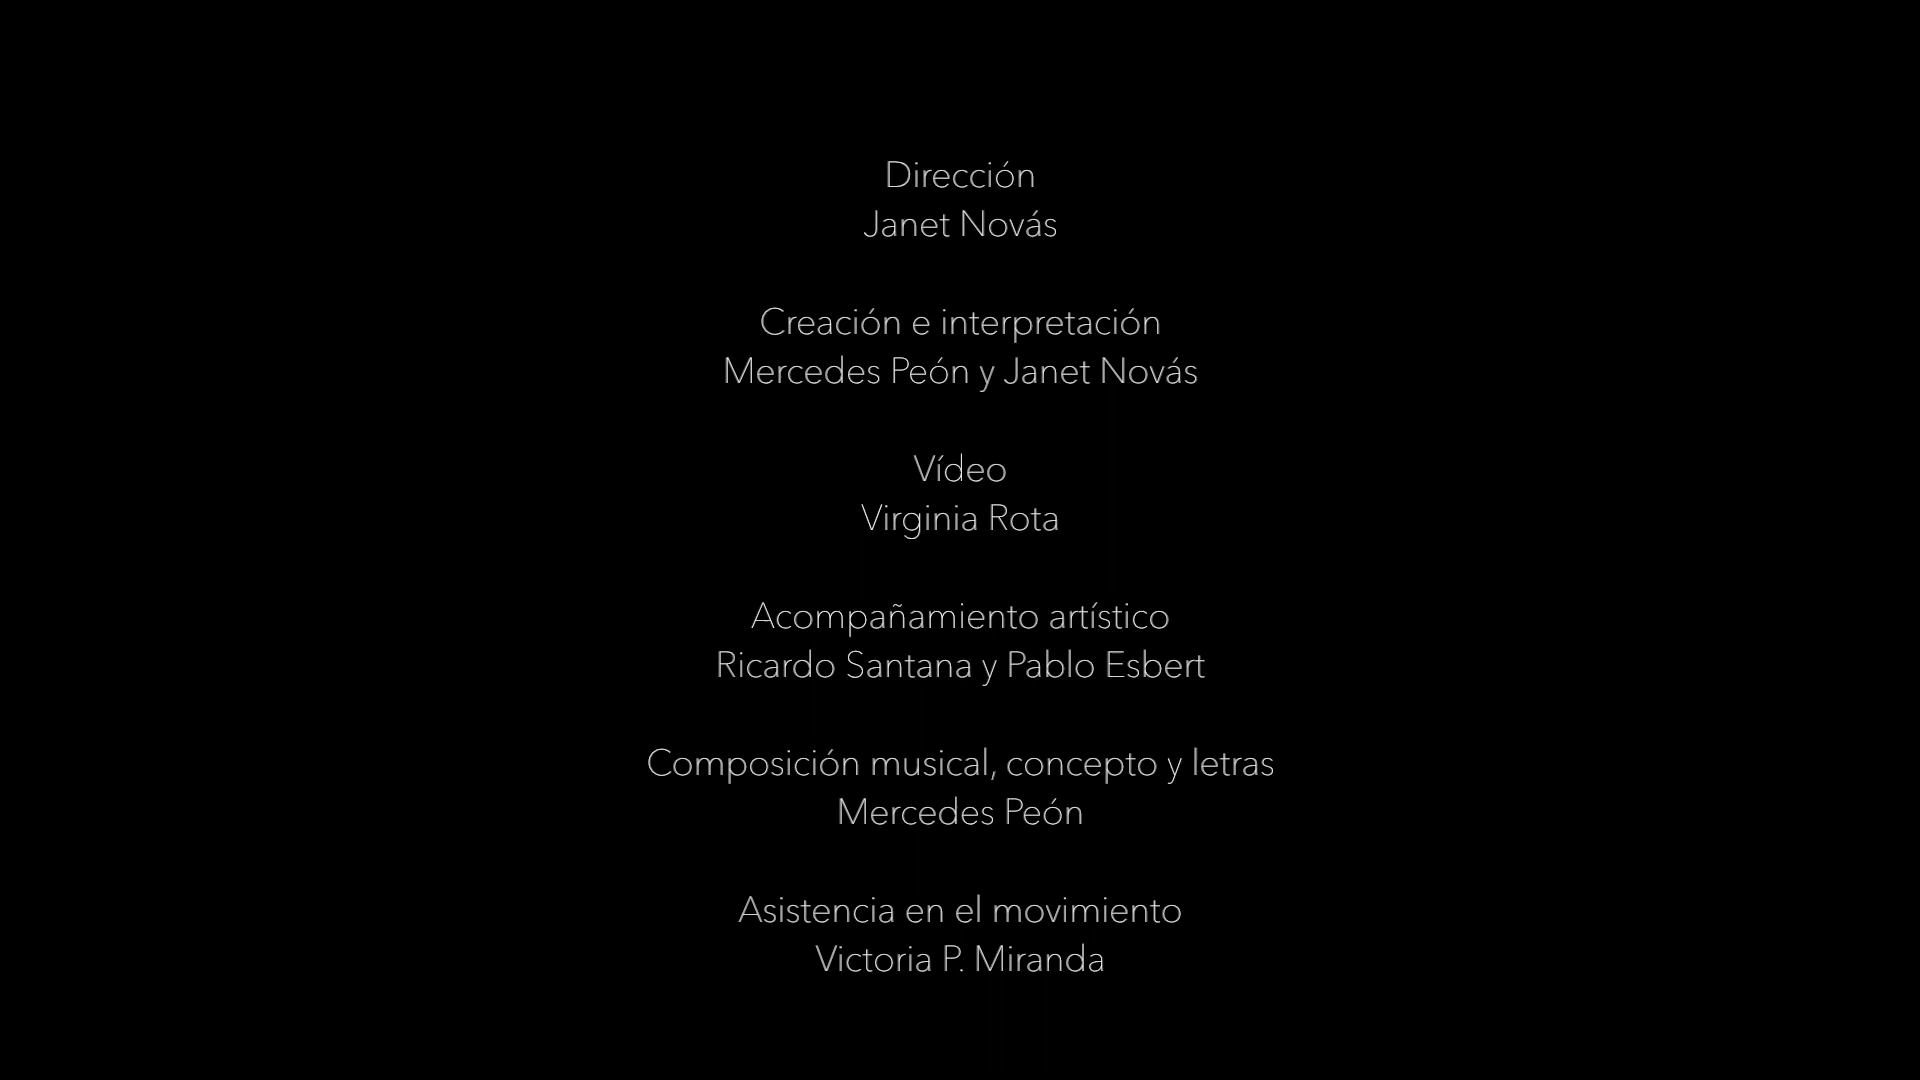 Dirección
Janet Novás
Creación e interpretación
Mercedes Peón y Janet Novás
Vídeo
Virginia Rota
Acompañamiento artístico
Ricardo Santana y Pablo Esbert
Composición musical, concepto y letras
Mercedes Peón
Asistencia en el movimiento
Victoria P. Miranda